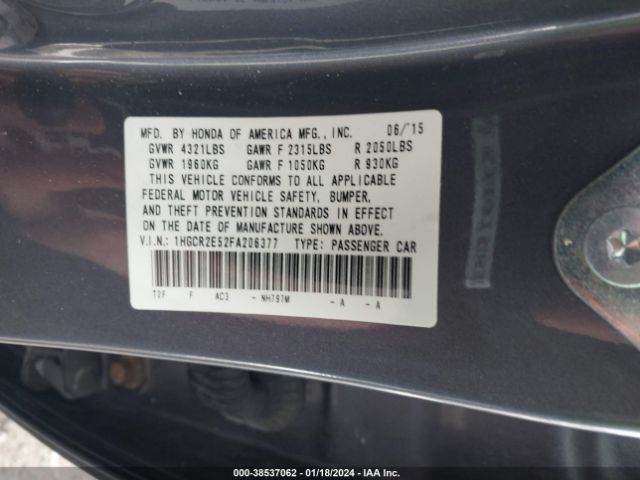 MFD. BY HONDA OF AMERICA MFG., INC. 06/15
GVWR 4321LBS GAWR F 2315LBS R 2050LBS
GVWR 1960KG GAWR F 1050KG R 930KG
THIS VEHICLE CONFORMS TO ALL APPLICABLE
FEDERAL MOTOR VEHICLE SAFETY, BUMPER,
AND THEFT PREVENTION STANDARDS IN EFFECT
ON THE DATE OF MANUFACTURE SHOWN ABOVE.
V.I.N.: 1HGCR2E52FA206377 TYPE: PASSENGER CAR
T2F F AC3 - NH797M - A - A
000-38537062 - 01/18/2024 - IAA Inc.